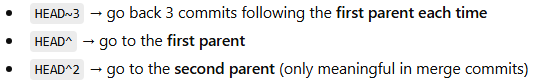 • HEAD~3 → go back 3 commits following the first parent each time
• HEAD^ → go to the first parent
• HEAD^2 → go to the second parent (only meaningful in merge commits)